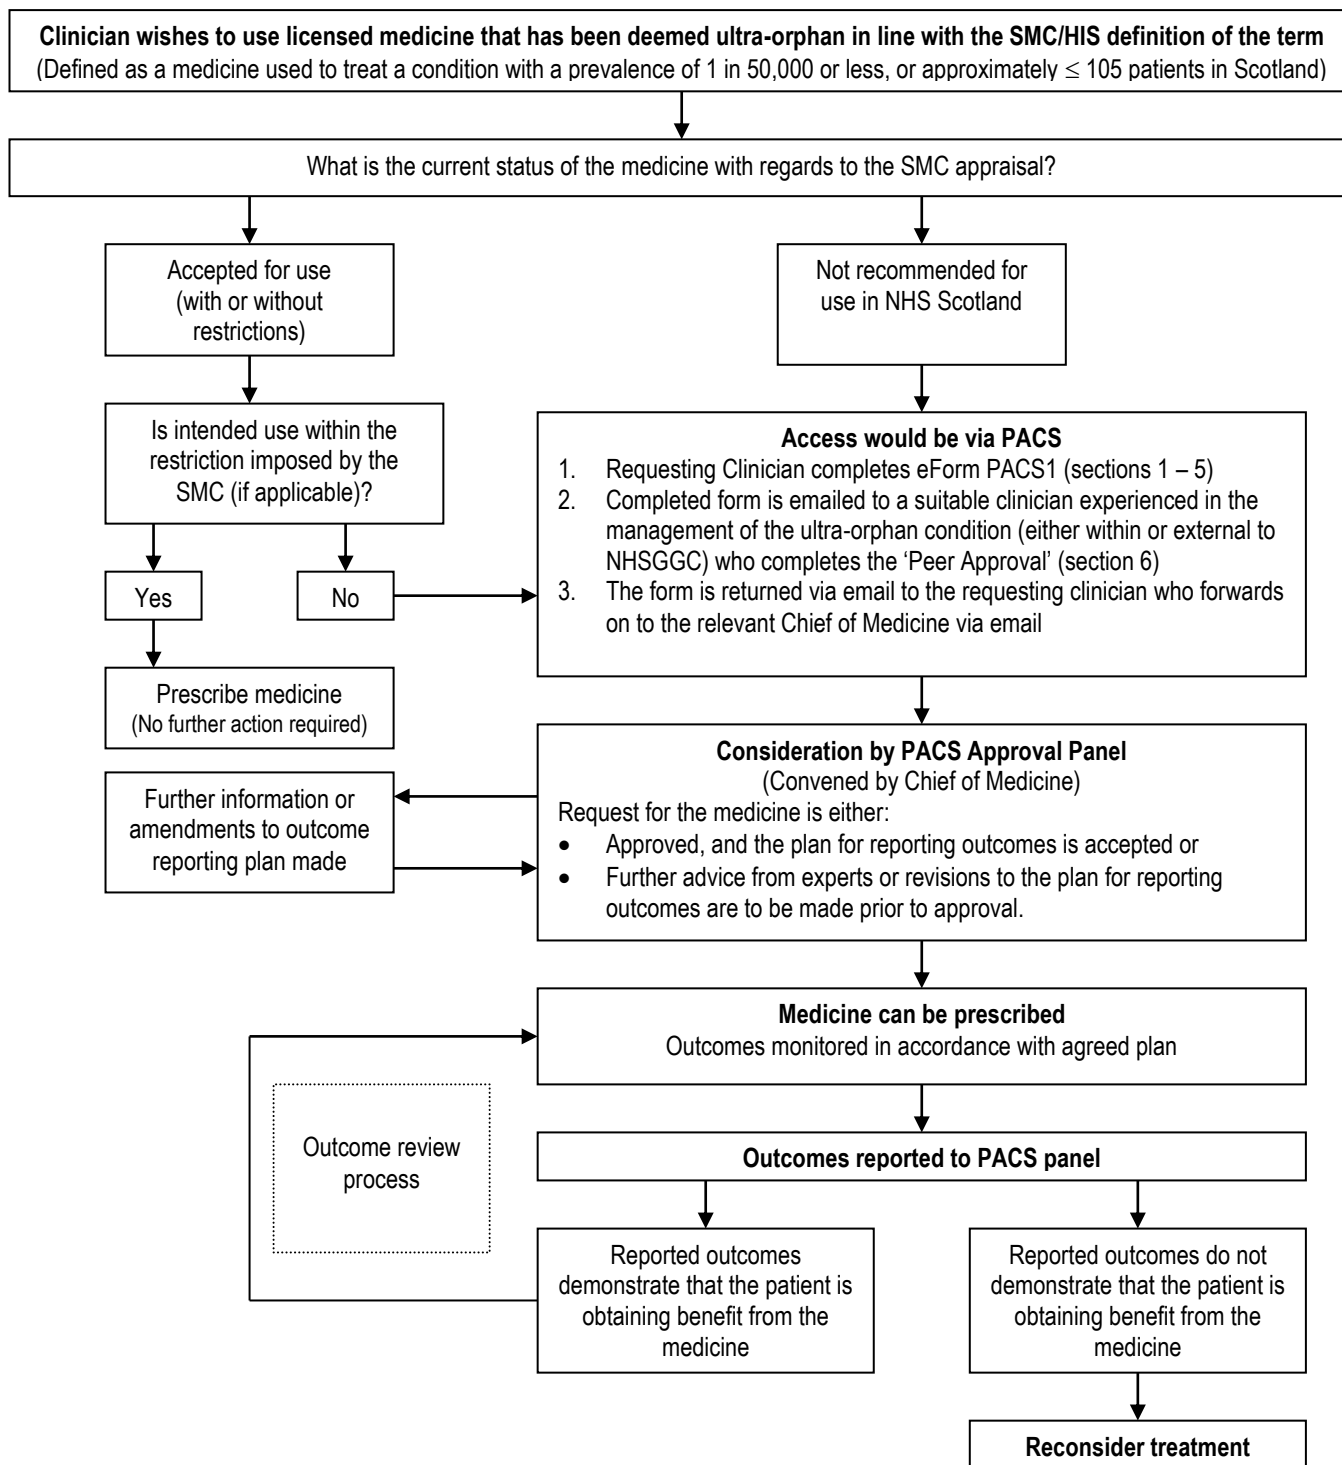 Clinician wishes to use licensed medicine that has been deemed ultra-orphan in line with the SMC/HIS definition of the term
(Defined as a medicine used to treat a condition with a prevalence of 1 in 50,000 or less, or approximately ≤ 105 patients in Scotland)
What is the current status of the medicine with regards to the SMC appraisal?
Accepted for use
(with or without
restrictions)
Not recommended for
use in NHS Scotland
Is intended use within the
restriction imposed by the
SMC (if applicable)?
Yes
No
Prescribe medicine
(No further action required)
Access would be via PACS
1. Requesting Clinician completes eForm PACS1 (sections 1 – 5)
2. Completed form is emailed to a suitable clinician experienced in the
management of the ultra-orphan condition (either within or external to
NHSGGC) who completes the ‘Peer Approval’ (section 6)
3. The form is returned via email to the requesting clinician who forwards
on to the relevant Chief of Medicine via email
Consideration by PACS Approval Panel
(Convened by Chief of Medicine)
Request for the medicine is either:
• Approved, and the plan for reporting outcomes is accepted or
• Further advice from experts or revisions to the plan for reporting
outcomes are to be made prior to approval.
Further information or
amendments to outcome
reporting plan made
Medicine can be prescribed
Outcomes monitored in accordance with agreed plan
Outcome review
process
Outcomes reported to PACS panel
Reported outcomes
demonstrate that the patient is
obtaining benefit from the
medicine
Reported outcomes do not
demonstrate that the patient is
obtaining benefit from the
medicine
Reconsider treatment